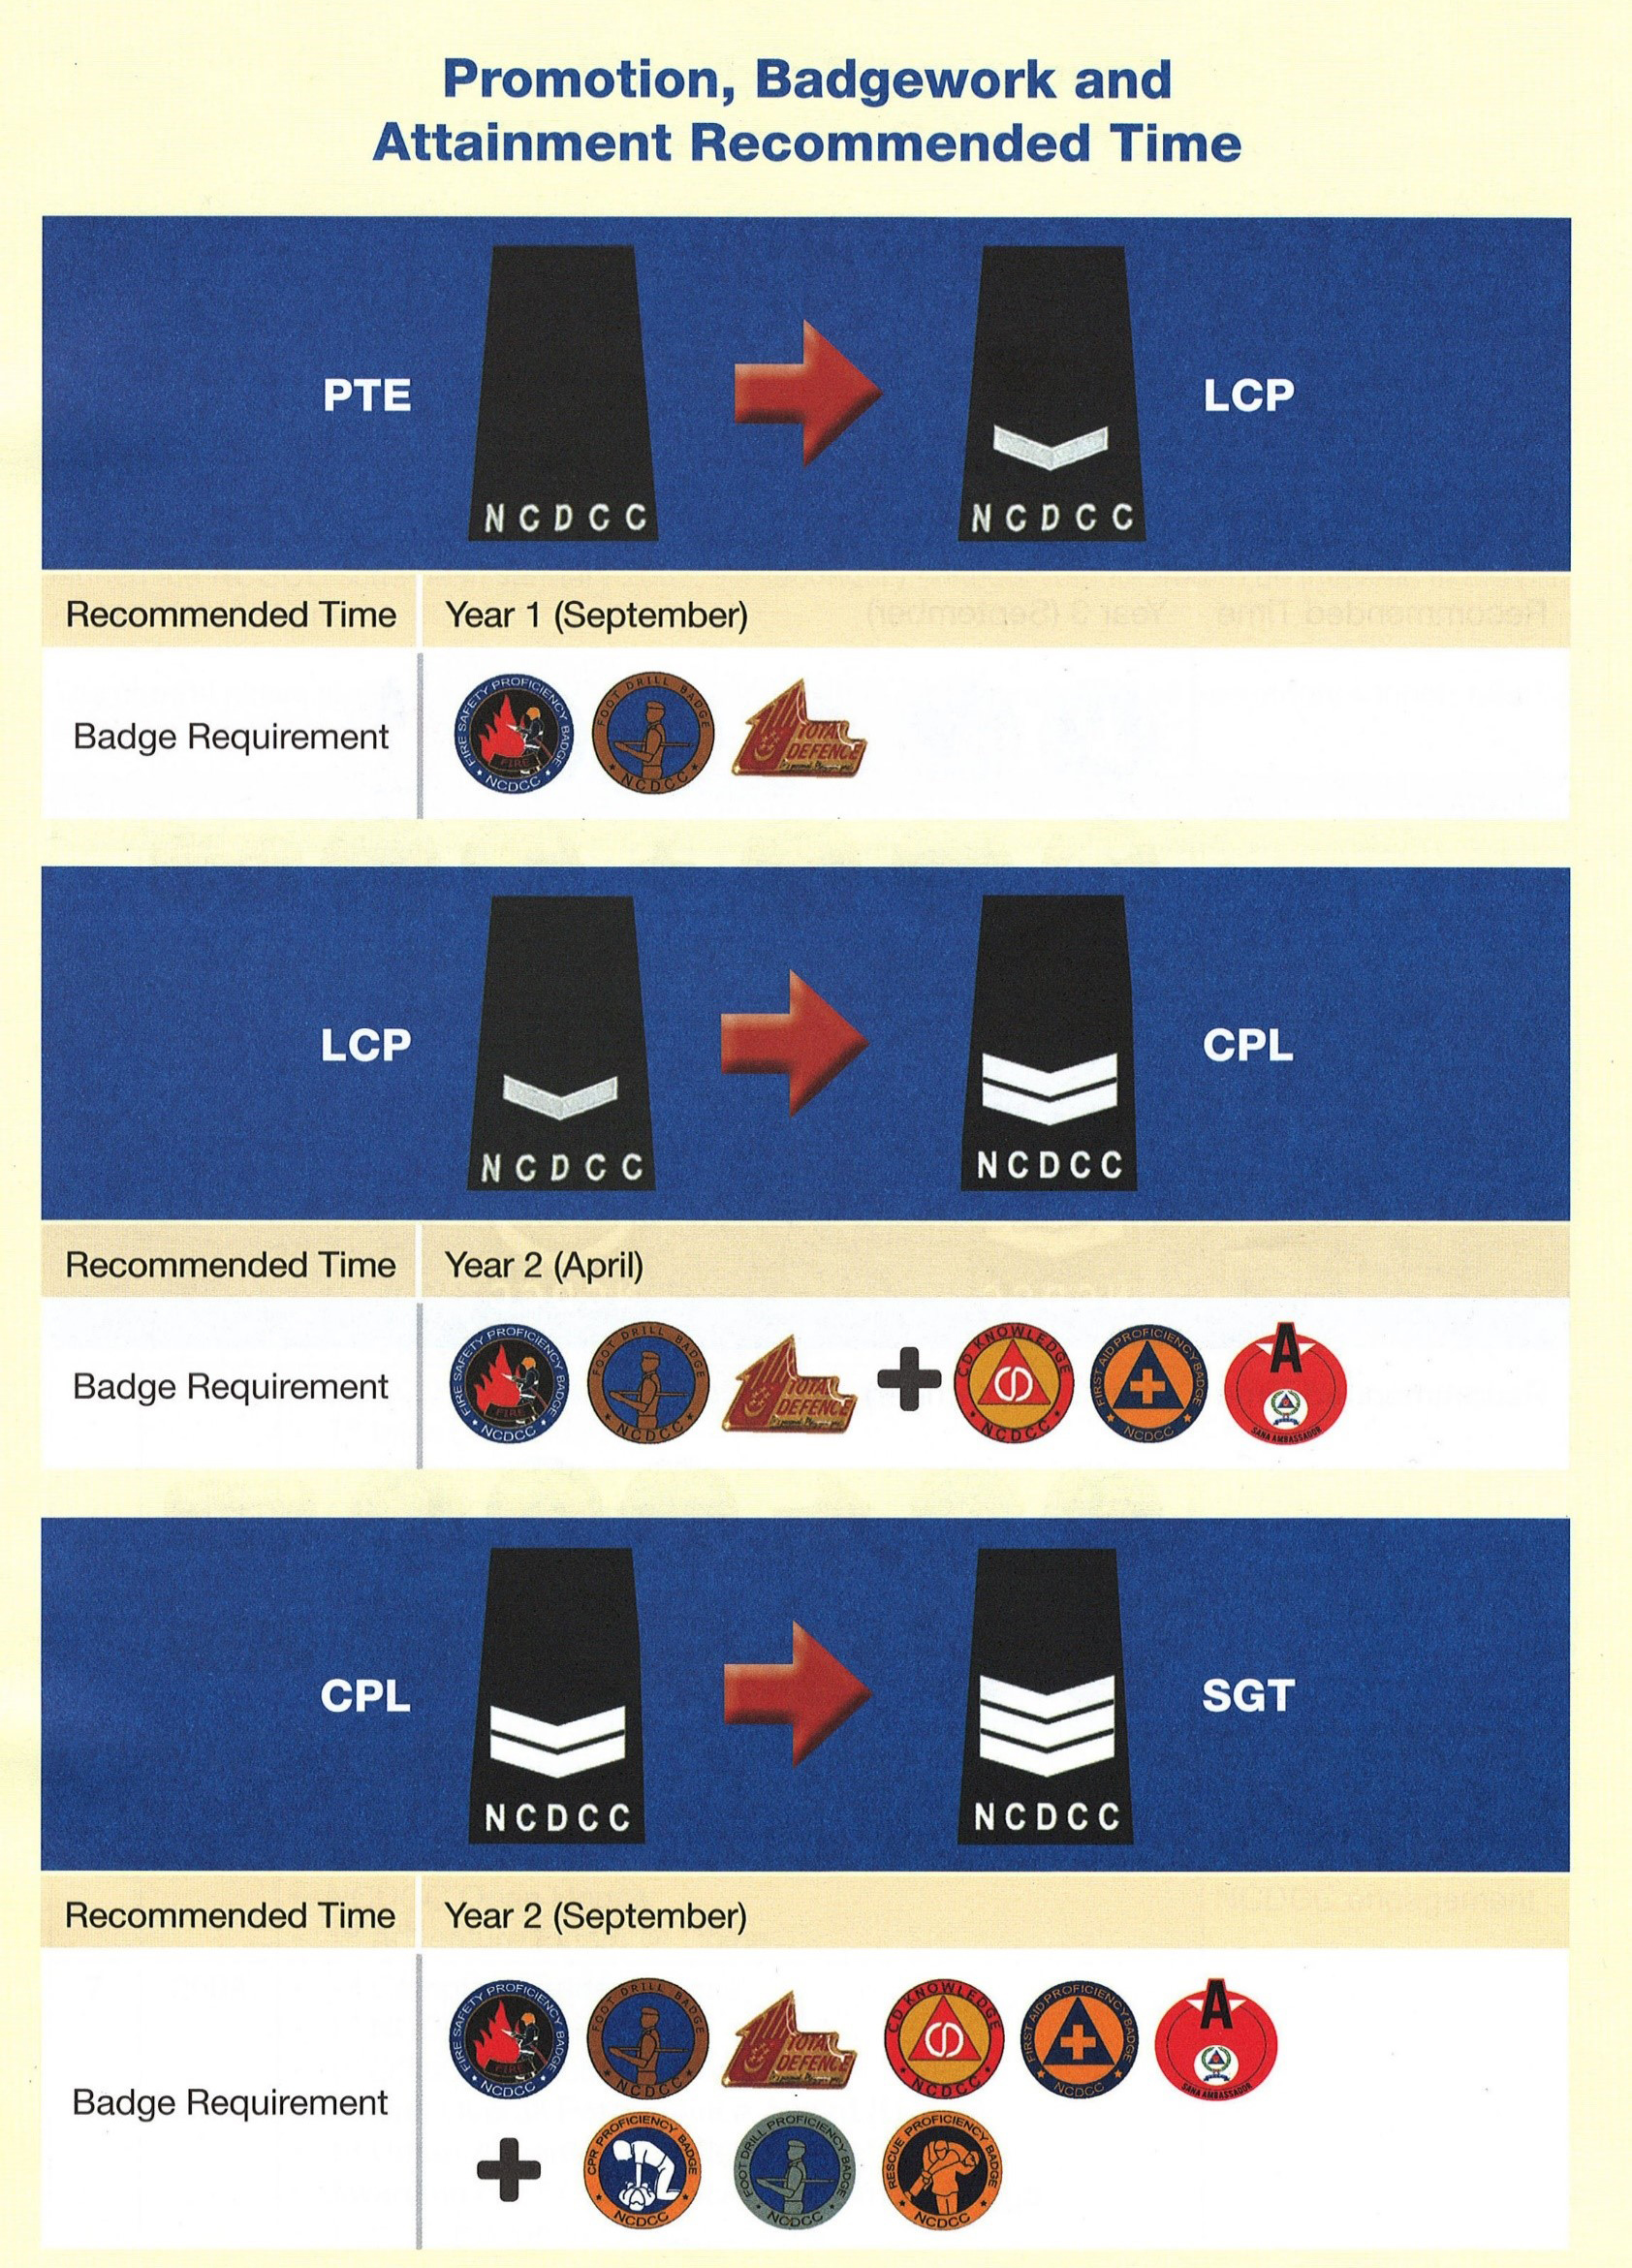 Promotion, Badgework and
Attainment Recommended Time
PTE
NCDCC
NCDCC
LCP
Recommended Time
Year 1 (September)
Badge Requirement
FIRE SAFETY PROFICIENCY BADGE
FIRE
NCDCC
FOOT DRILL BADGE
NCDCC
TOTAL
DEFENCE
LCP
NCDCC
NCDCC
CPL
Recommended Time
Year 2 (April)
Badge Requirement
FIRE SAFETY PROFICIENCY BADGE
FIRE
NCDCC
FOOT DRILL BADGE
NCDCC
TOTAL
DEFENCE
+
CD KNOWLEDGE
CD
NCDCC
FIRST AID PROFICIENCY BADGE
NCDCC
A
SANA AMBASSADOR
CPL
NCDCC
NCDCC
SGT
Recommended Time
Year 2 (September)
Badge Requirement
FIRE SAFETY PROFICIENCY BADGE
FIRE
NCDCC
FOOT DRILL BADGE
NCDCC
TOTAL
DEFENCE
CD KNOWLEDGE
CD
NCDCC
FIRST AID PROFICIENCY BADGE
NCDCC
A
SANA AMBASSADOR
+
CPR PROFICIENCY BADGE
NCDCC
FOOT DRILL PROFICIENCY BADGE
NCDCC
RESCUE PROFICIENCY BADGE
NCDCC